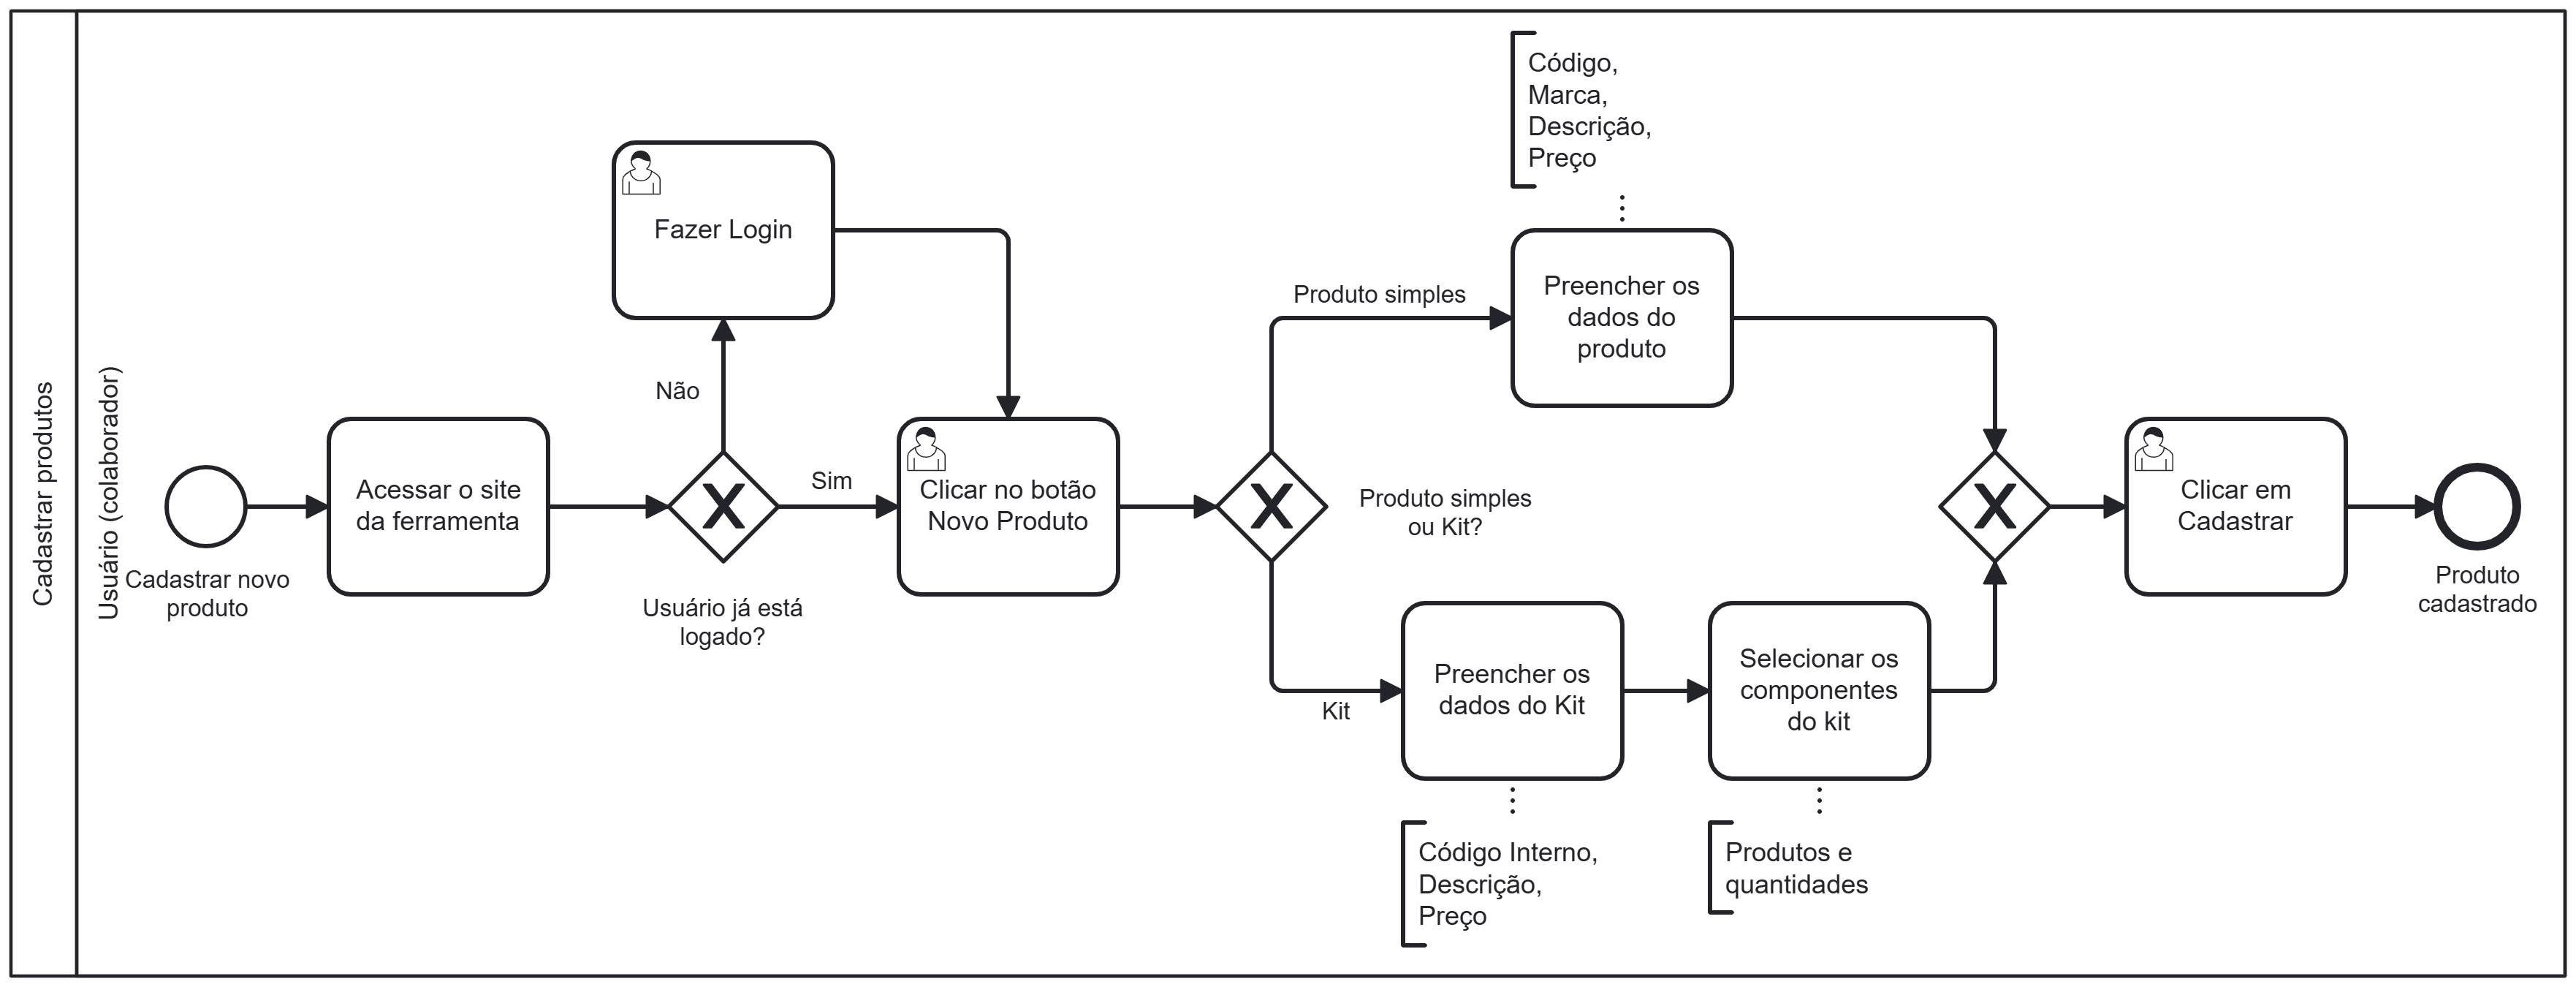 Cadastrar produtos
Usuário (colaborador)
Cadastrar novo
produto
Acessar o site
da ferramenta
Usuário já está
logado?
Não
Sim
Fazer Login
Clicar no botão
Novo Produto
Produto simples
ou Kit?
Produto simples
Kit
Código,
Marca,
Descrição,
Preço
Preencher os
dados do
produto
Preencher os
dados do Kit
Código Interno,
Descrição,
Preço
Selecionar os
componentes
do kit
Produtos e
quantidades
Clicar em
Cadastrar
Produto
cadastrado